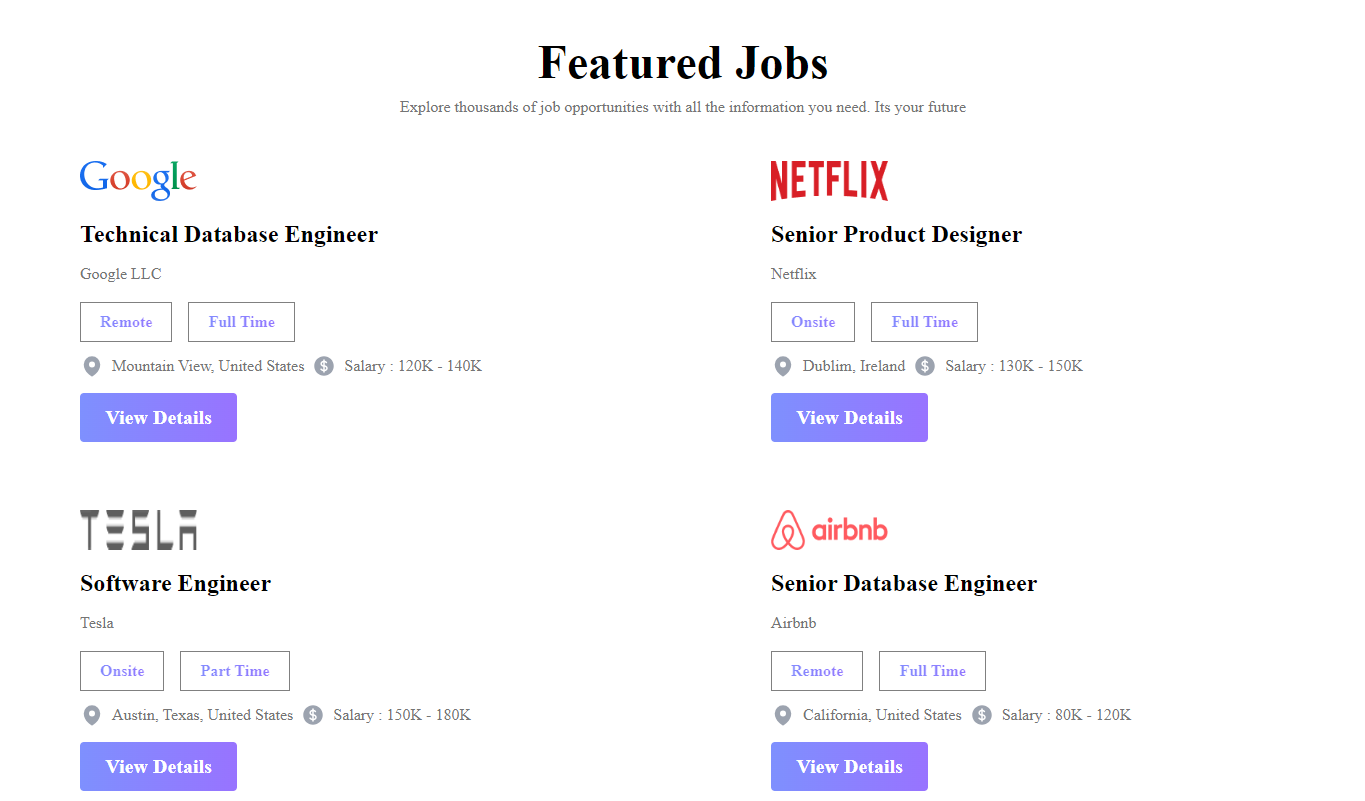 Featured Jobs
Explore thousands of job opportunities with all the information you need. Its your future
Google
Technical Database Engineer
Google LLC
Remote
Full Time
Mountain View, United States
Salary : 120K - 140K
View Details
NETFLIX
Senior Product Designer
Netflix
Onsite
Full Time
Dublim, Ireland
Salary : 130K - 150K
View Details
TESLA
Software Engineer
Tesla
Onsite
Part Time
Austin, Texas, United States
Salary : 150K - 180K
View Details
airbnb
Senior Database Engineer
Airbnb
Remote
Full Time
California, United States
Salary : 80K - 120K
View Details